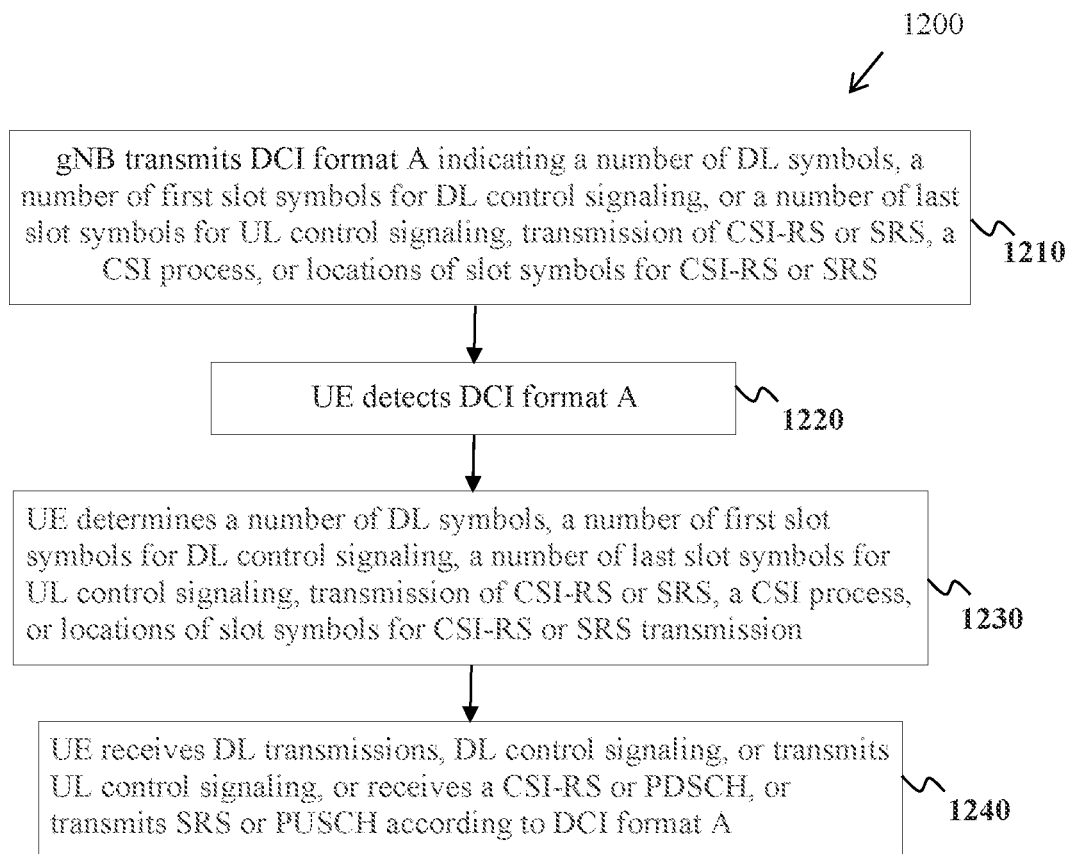 1200
gNB transmits DCI format A indicating a number of DL symbols, a
number of first slot symbols for DL control signaling, or a number of last
slot symbols for UL control signaling, transmission of CSI-RS or SRS, a
CSI process, or locations of slot symbols for CSI-RS or SRS
1210
UE detects DCI format A
1220
UE determines a number of DL symbols, a number of first slot
symbols for DL control signaling, a number of last slot symbols for
UL control signaling, transmission of CSI-RS or SRS, a CSI process,
or locations of slot symbols for CSI-RS or SRS transmission
1230
UE receives DL transmissions, DL control signaling, or transmits
UL control signaling, or receives a CSI-RS or PDSCH, or
transmits SRS or PUSCH according to DCI format A
1240